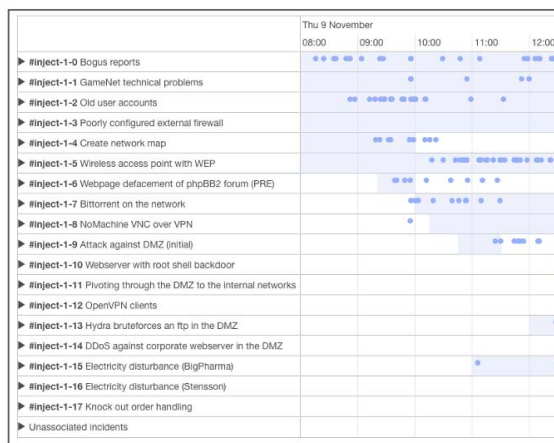 Thu 9 November
08:00 09:00 10:00 11:00 12:00
▶ #inject-1-0 Bogus reports
▶ #inject-1-1 GameNet technical problems
▶ #inject-1-2 Old user accounts
▶ #inject-1-3 Poorly configured external firewall
▶ #inject-1-4 Create network map
▶ #inject-1-5 Wireless access point with WEP
▶ #inject-1-6 Webpage defacement of phpBB2 forum (PRE)
▶ #inject-1-7 Bittorrent on the network
▶ #inject-1-8 NoMachine VNC over VPN
▶ #inject-1-9 Attack against DMZ (initial)
▶ #inject-1-10 Webserver with root shell backdoor
▶ #inject-1-11 Pivoting through the DMZ to the internal networks
▶ #inject-1-12 OpenVPN clients
▶ #inject-1-13 Hydra bruteforces an ftp in the DMZ
▶ #inject-1-14 DDoS against corporate webserver in the DMZ
▶ #inject-1-15 Electricity disturbance (BigPharma)
▶ #inject-1-16 Electricity disturbance (Stensson)
▶ #inject-1-17 Knock out order handling
▶ Unassociated incidents